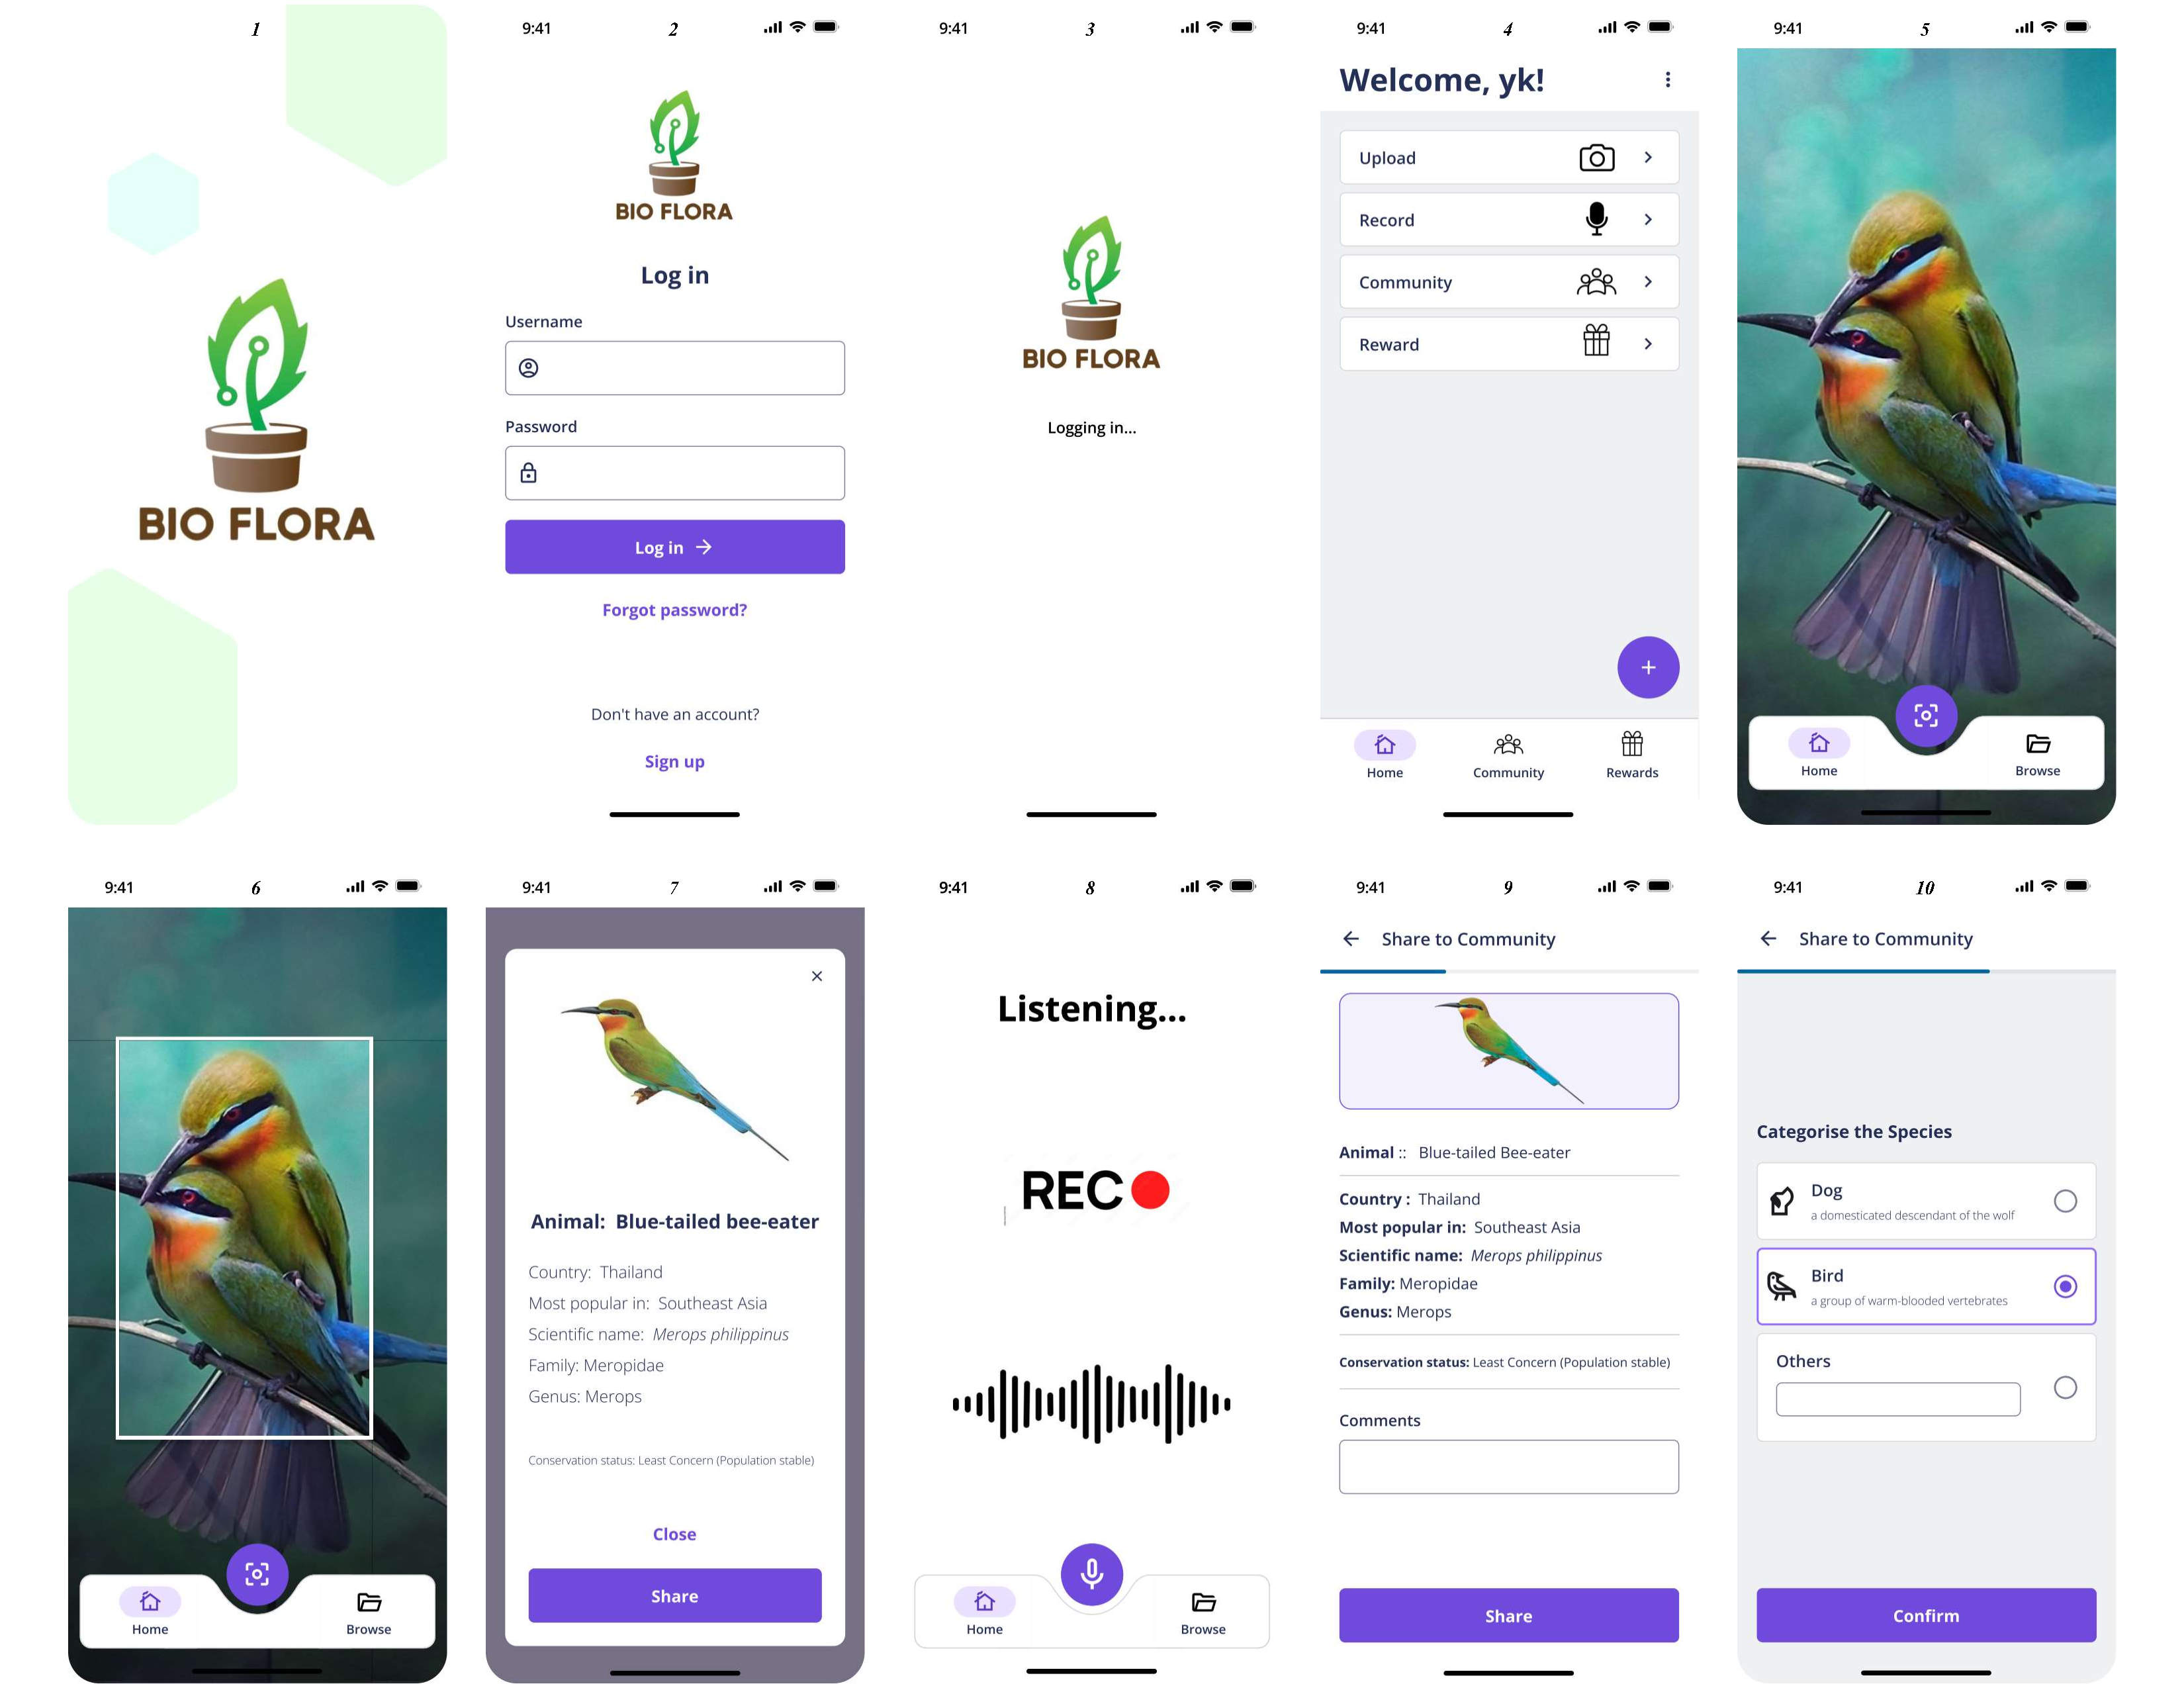 1
BIO FLORA
9:41
2
BIO FLORA
Log in
Username
Password
Log in →
Forgot password?
Don't have an account?
Sign up
9:41
3
BIO FLORA
Logging in...
9:41
4
Welcome, yk!
Upload
Record
Community
Reward
+
Home
Community
Rewards
9:41
5
Home
Browse
9:41
6
Home
Browse
9:41
7
Animal: Blue-tailed bee-eater
Country: Thailand
Most popular in: Southeast Asia
Scientific name: Merops philippinus
Family: Meropidae
Genus: Merops
Conservation status: Least Concern (Population stable)
Close
Share
9:41
8
Listening...
REC
Home
Browse
9:41
9
Share to Community
Animal :: Blue-tailed Bee-eater
Country : Thailand
Most popular in: Southeast Asia
Scientific name: Merops philippinus
Family: Meropidae
Genus: Merops
Conservation status: Least Concern (Population stable)
Comments
Share
9:41
10
Share to Community
Categorise the Species
Dog
a domesticated descendant of the wolf
Bird
a group of warm-blooded vertebrates
Others
Confirm